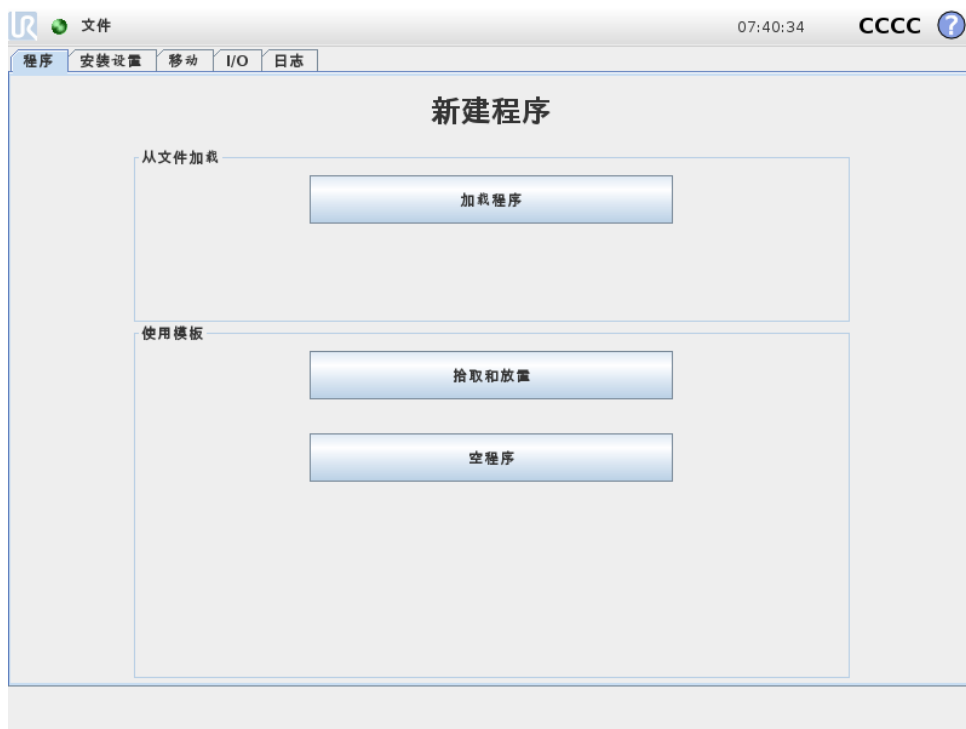 UR 文件 07:40:34 CCCC ?
程序 安装设置 移动 I/O 日志
新建程序
从文件加载
加载程序
使用模板
拾取和放置
空程序